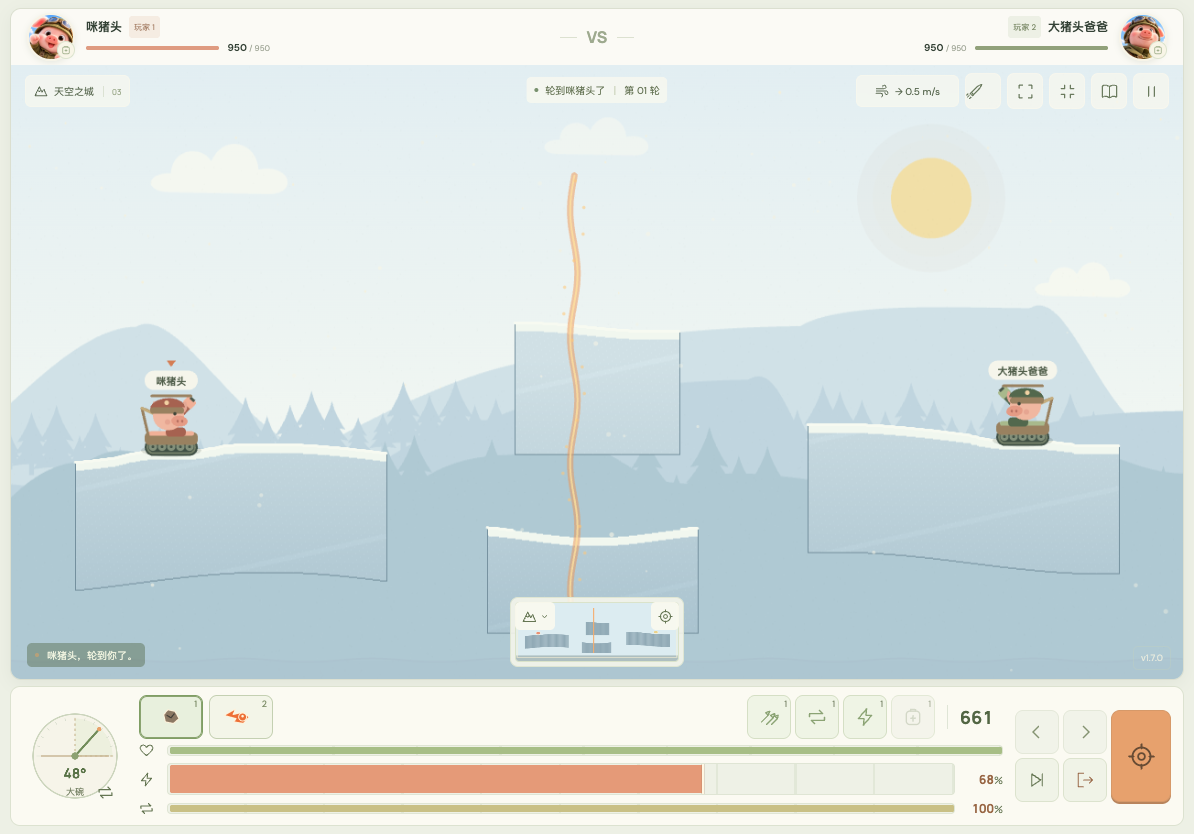 咪猪头 玩家 1
950 / 950
VS
玩家 2 大猪头爸爸
950 / 950
天空之城 03
轮到咪猪头了 第 01 轮
→ 0.5 m/s
咪猪头
大猪头爸爸
咪猪头，轮到你了。
v1.7.0
1
2
1
1
1
1
661
48°
大碗
68%
100%